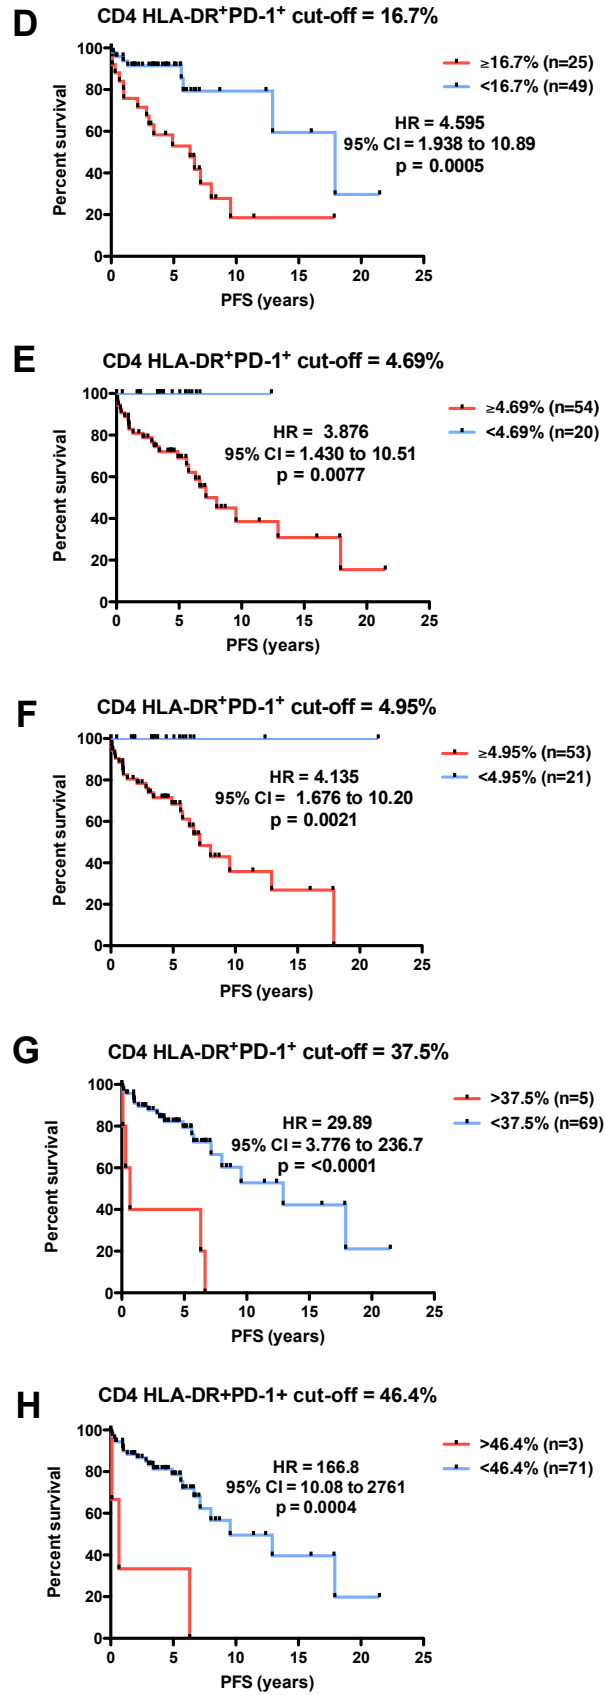 D
CD4 HLA-DR⁺PD-1⁺ cut-off = 16.7%
≥16.7% (n=25)
<16.7% (n=49)
HR = 4.595
95% CI = 1.938 to 10.89
p = 0.0005
Percent survival
100
80
60
40
20
0
0 5 10 15 20 25
PFS (years)
E
CD4 HLA-DR⁺PD-1⁺ cut-off = 4.69%
≥4.69% (n=54)
<4.69% (n=20)
HR = 3.876
95% CI = 1.430 to 10.51
p = 0.0077
Percent survival
100
80
60
40
20
0
0 5 10 15 20 25
PFS (years)
F
CD4 HLA-DR⁺PD-1⁺ cut-off = 4.95%
≥4.95% (n=53)
<4.95% (n=21)
HR = 4.135
95% CI = 1.676 to 10.20
p = 0.0021
Percent survival
100
80
60
40
20
0
0 5 10 15 20 25
PFS (years)
G
CD4 HLA-DR⁺PD-1⁺ cut-off = 37.5%
>37.5% (n=5)
<37.5% (n=69)
HR = 29.89
95% CI = 3.776 to 236.7
p = <0.0001
Percent survival
100
80
60
40
20
0
0 5 10 15 20 25
PFS (years)
H
CD4 HLA-DR+PD-1+ cut-off = 46.4%
>46.4% (n=3)
<46.4% (n=71)
HR = 166.8
95% CI = 10.08 to 2761
p = 0.0004
Percent survival
100
80
60
40
20
0
0 5 10 15 20 25
PFS (years)